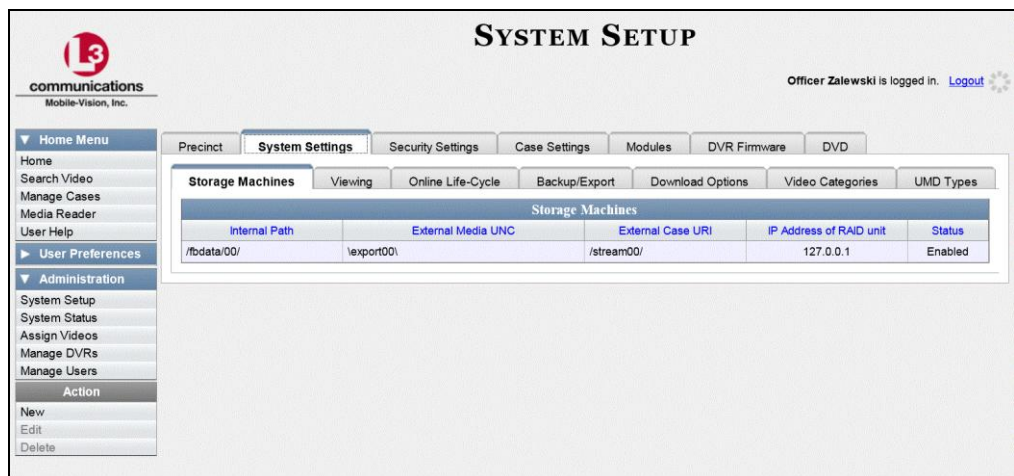 SYSTEM SETUP
L3
communications
Mobile-Vision, Inc.
Officer Zalewski is logged in. Logout
Home Menu
Home
Search Video
Manage Cases
Media Reader
User Help
User Preferences
Administration
System Setup
System Status
Assign Videos
Manage DVRs
Manage Users
Action
New
Edit
Delete
Precinct System Settings Security Settings Case Settings Modules DVR Firmware DVD
Storage Machines Viewing Online Life-Cycle Backup/Export Download Options Video Categories UMD Types
Storage Machines
Internal Path External Media UNC External Case URI IP Address of RAID unit Status
/fbdata/00/ \export00\ /stream00/ 127.0.0.1 Enabled